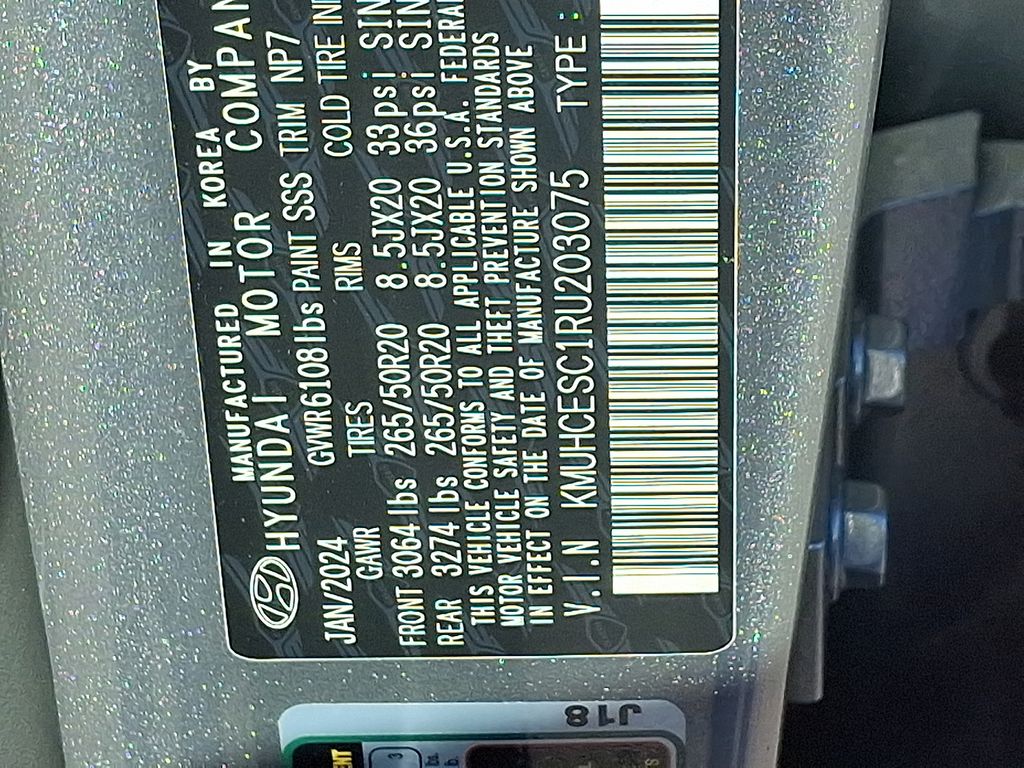 MANUFACTURED IN KOREA BY
HYUNDAI MOTOR COMPAN
JAN/2024 GVWR6108lbs PAINT SSS TRIM NP7
GAWR TIRES RIMS COLD TIRE IN
FRONT 3064 lbs 265/50R20 8.5JX20 33psi SIN
REAR 3274 lbs 265/50R20 8.5JX20 36psi SIN
THIS VEHICLE CONFORMS TO ALL APPLICABLE U.S.A. FEDERA
MOTOR VEHICLE SAFETY AND THEFT PREVENTION STANDARDS
IN EFFECT ON THE DATE OF MANUFACTURE SHOWN ABOVE
V.I.N KMUHCESC1RU203075 TYPE :
J18
3